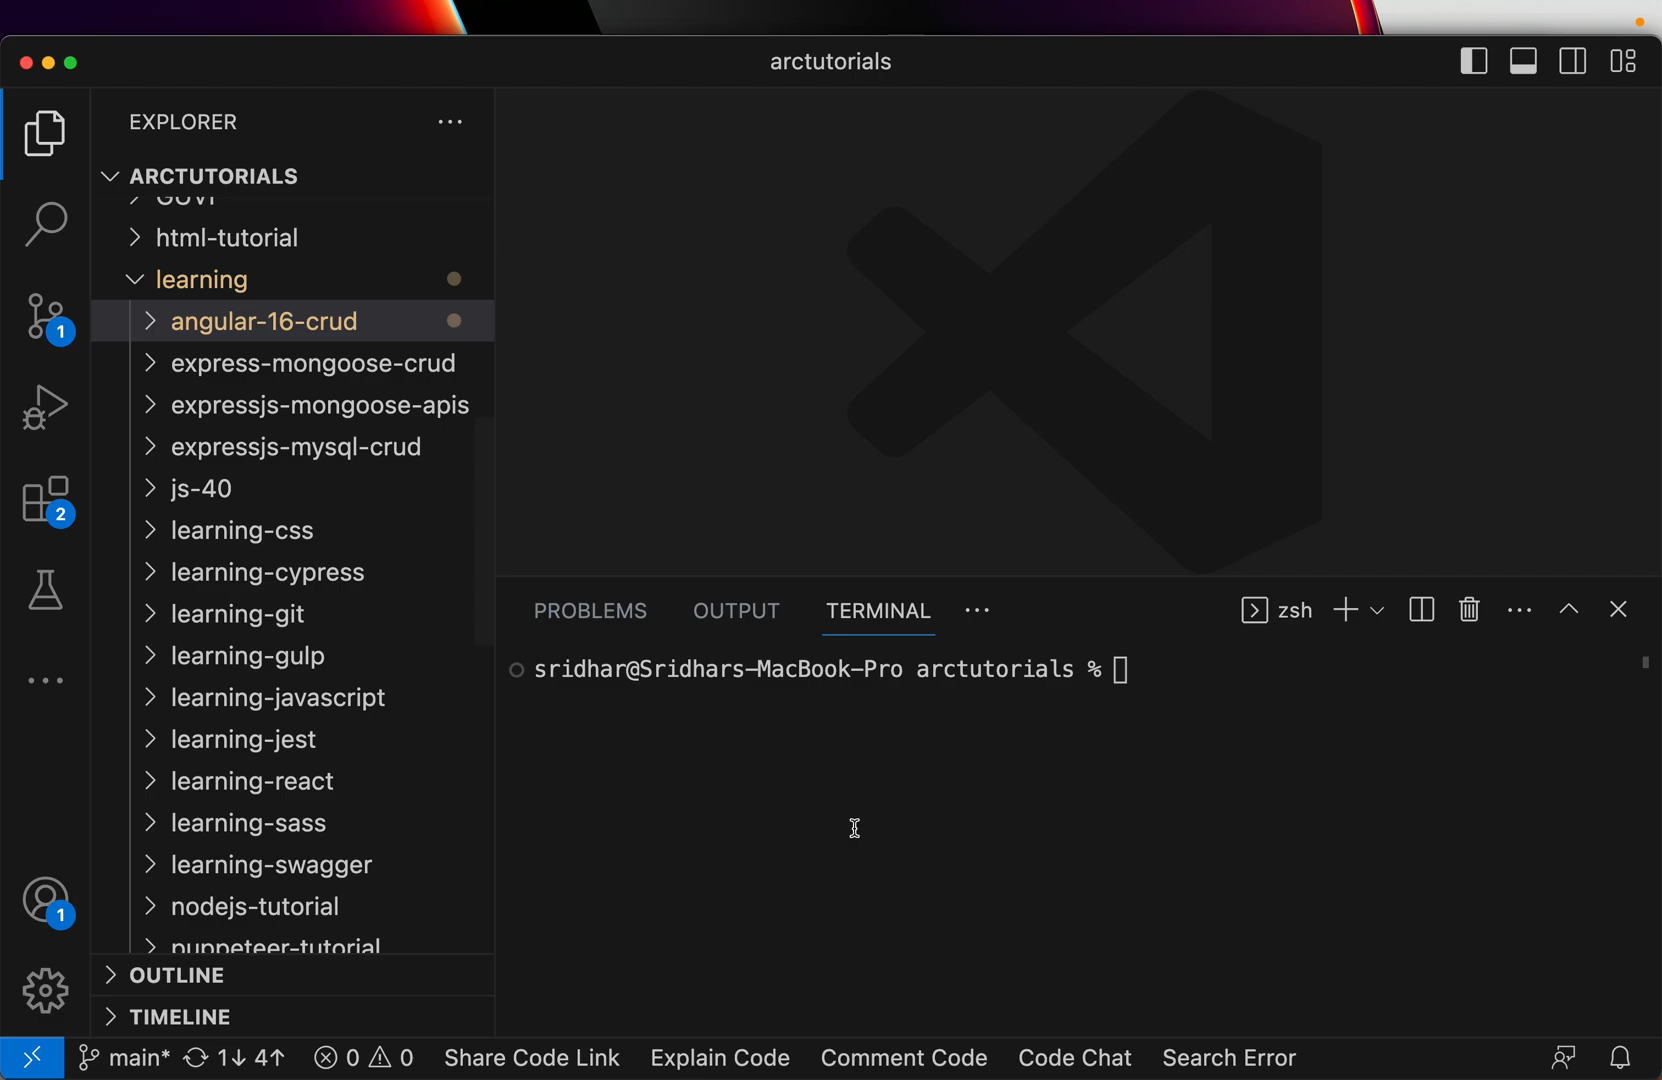 arctutorials
EXPLORER
ARCTUTORIALS
GUVI
html-tutorial
learning
angular-16-crud
express-mongoose-crud
expressjs-mongoose-apis
expressjs-mysql-crud
js-40
learning-css
learning-cypress
learning-git
learning-gulp
learning-javascript
learning-jest
learning-react
learning-sass
learning-swagger
nodejs-tutorial
puppeteer-tutorial
OUTLINE
TIMELINE
1
2
1
PROBLEMS OUTPUT TERMINAL ··· zsh
sridhar@Sridhars-MacBook-Pro arctutorials %
main* 1↓ 4↑ 0 0 Share Code Link Explain Code Comment Code Code Chat Search Error